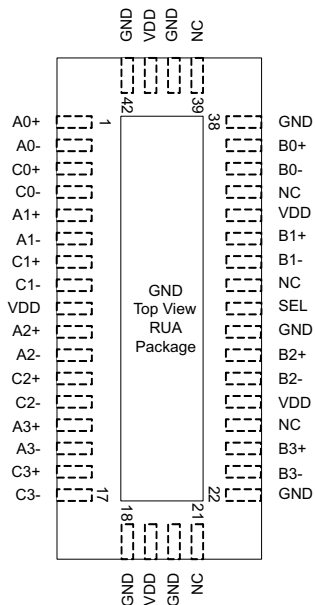 GND VDD GND NC
42 39
A0+ 1 38 GND
A0- B0+
C0+ B0-
C0- NC
A1+ VDD
A1- B1+
C1+ B1-
C1- NC
VDD SEL
A2+ GND
A2- B2+
C2+ B2-
C2- VDD
A3+ NC
A3- B3+
C3+ B3-
C3- 17 22 GND
GND
Top View
RUA
Package
18 21
GND VDD GND NC